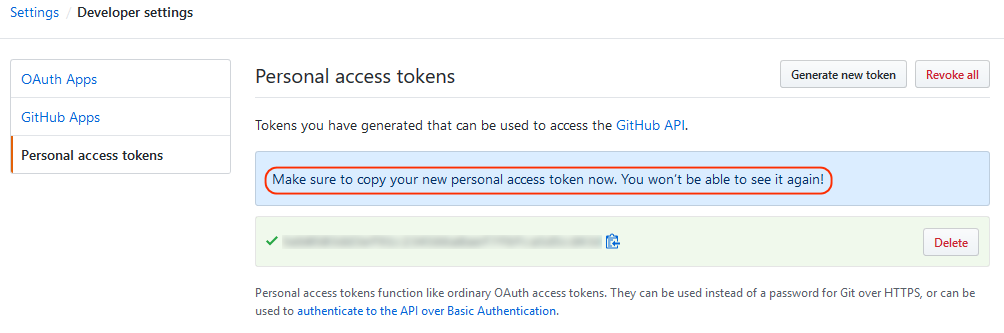 Settings / Developer settings
OAuth Apps
GitHub Apps
Personal access tokens
Personal access tokens
Generate new token
Revoke all
Tokens you have generated that can be used to access the GitHub API.
Make sure to copy your new personal access token now. You won't be able to see it again!
Delete
Personal access tokens function like ordinary OAuth access tokens. They can be used instead of a password for Git over HTTPS, or can be
used to authenticate to the API over Basic Authentication.